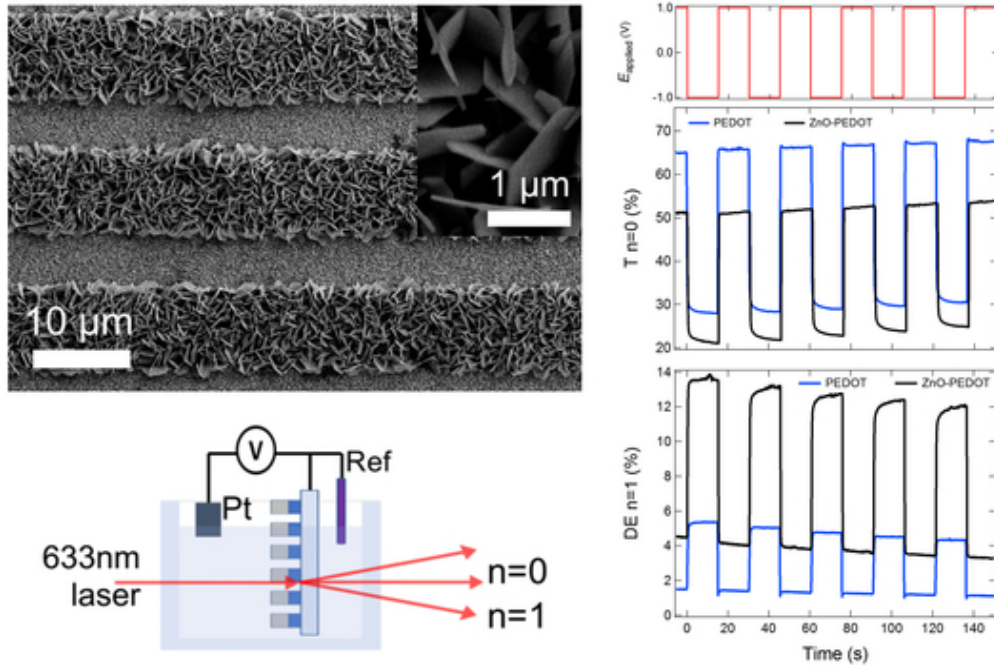 1 µm
10 µm
V
Ref
Pt
633nm
laser
n=0
n=1
1.0
0.0
-1.0
E applied (V)
PEDOT
ZnO-PEDOT
70
60
50
40
30
20
T n=0 (%)
PEDOT
ZnO-PEDOT
14
12
10
8
6
4
2
0
DE n=1 (%)
0 20 40 60 80 100 120 140
Time (s)